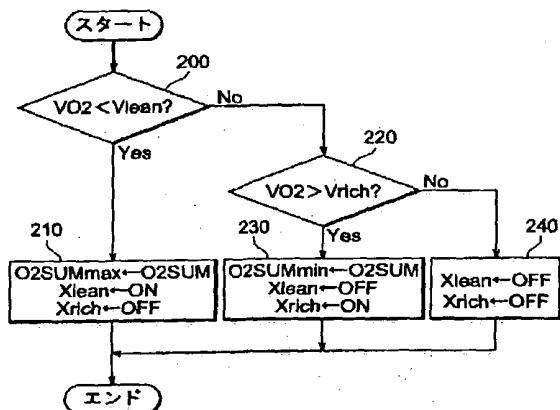 スタート
200
VO2<Vlean?
No
Yes
220
VO2>Vrich?
No
Yes
210
O2SUMmax←O2SUM
Xlean←ON
Xrich←OFF
230
O2SUMmin←O2SUM
Xlean←OFF
Xrich←ON
240
Xlean←OFF
Xrich←OFF
エンド